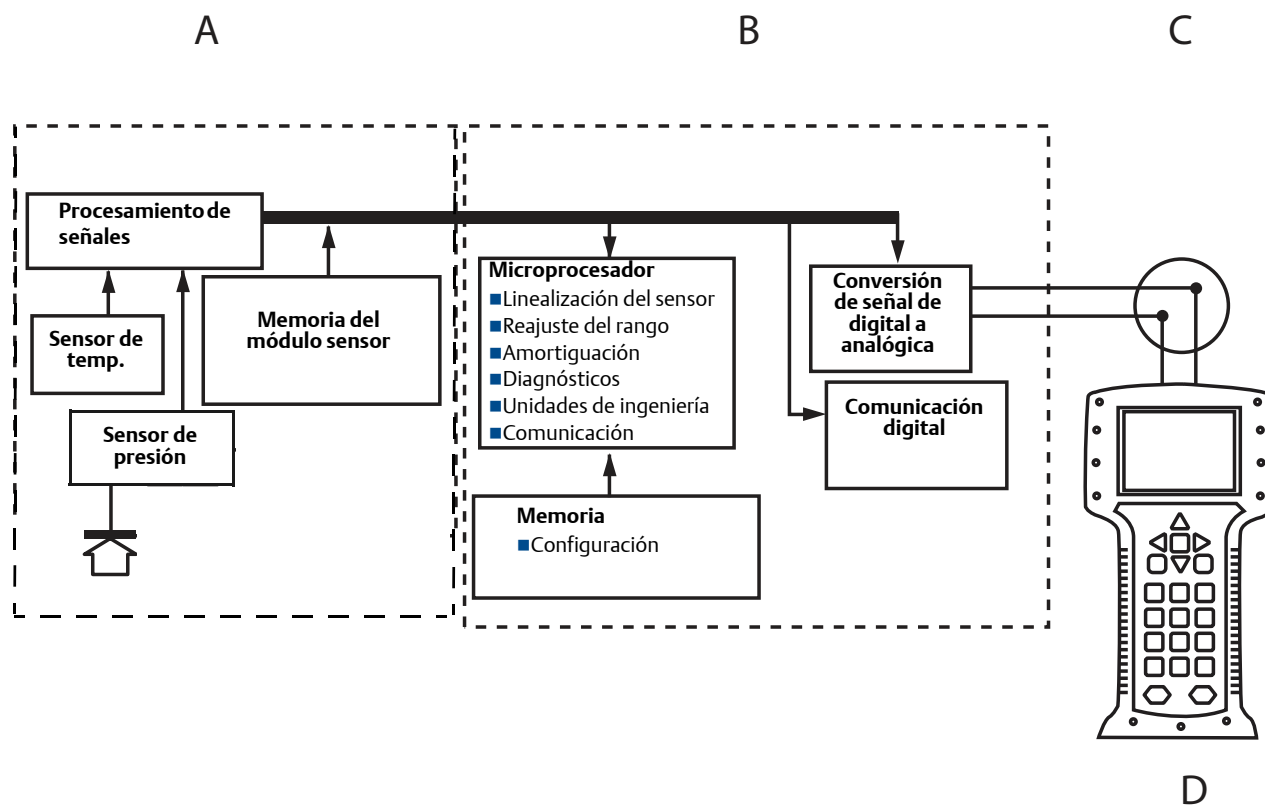 A
B
C
Procesamiento de
señales
Sensor de
temp.
Memoria del
módulo sensor
Sensor de
presión
Microprocesador
Linealización del sensor
Reajuste del rango
Amortiguación
Diagnósticos
Unidades de ingeniería
Comunicación
Memoria
Configuración
Conversión
de señal de
digital a
analógica
Comunicación
digital
D